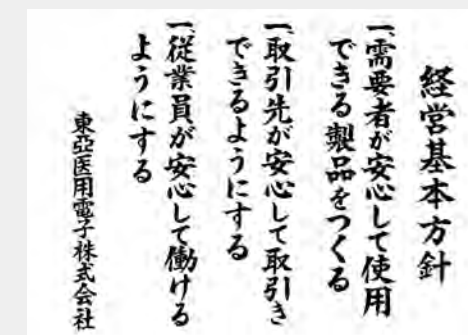 経営基本方針
一、需要者が安心して使用
できる製品をつくる
一、取引先が安心して取引き
できるようにする
一、従業員が安心して働ける
ようにする
東亞医用電子株式会社